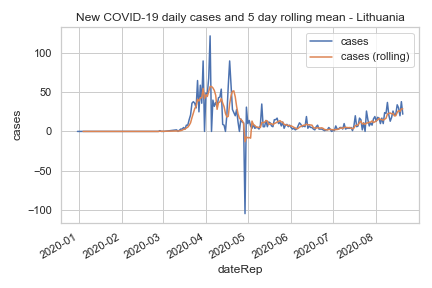 New COVID-19 daily cases and 5 day rolling mean - Lithuania
cases
cases (rolling)
100
50
0
−50
−100
cases
2020-01
2020-02
2020-03
2020-04
2020-05
2020-06
2020-07
2020-08
dateRep